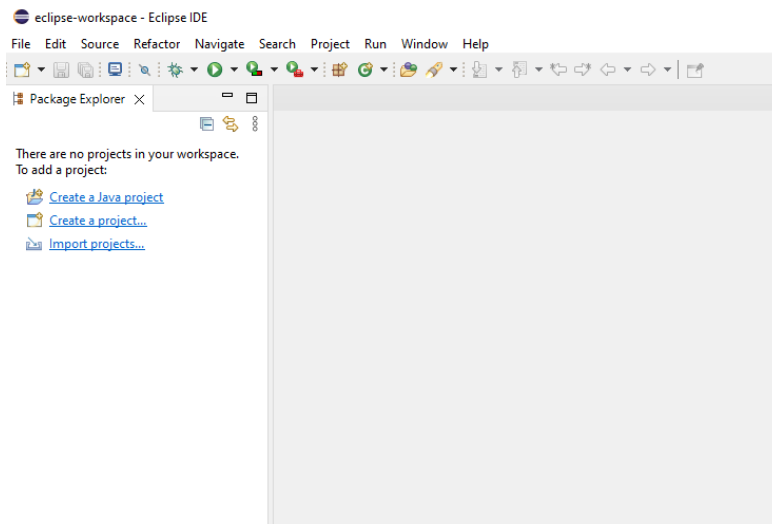 eclipse-workspace - Eclipse IDE
File Edit Source Refactor Navigate Search Project Run Window Help
Package Explorer
There are no projects in your workspace.
To add a project:
Create a Java project
Create a project...
Import projects...